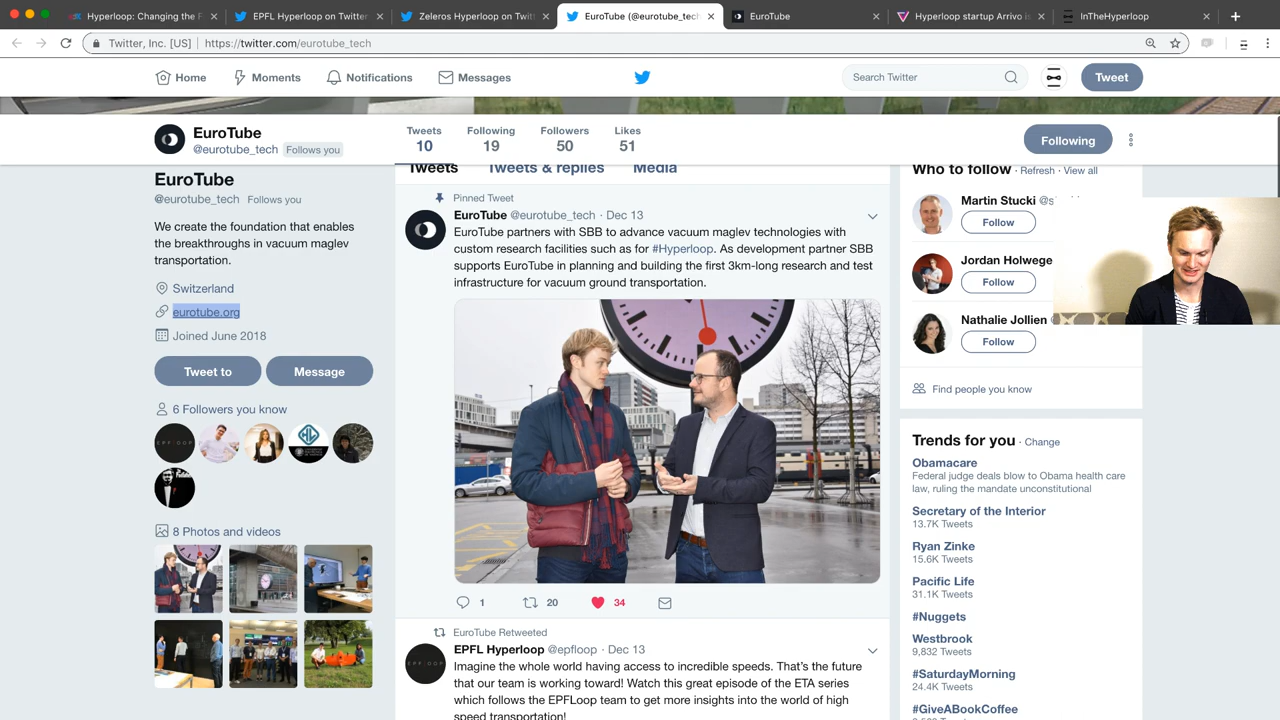 Hyperloop: Changing the F
EPFL Hyperloop on Twitter
Zeleros Hyperloop on Twit
EuroTube (@eurotube_tech
EuroTube
Hyperloop startup Arrivo is
InTheHyperloop
Twitter, Inc. [US] https://twitter.com/eurotube_tech
Home Moments Notifications Messages Search Twitter Tweet
EuroTube
@eurotube_tech Follows you
Tweets Following Followers Likes
10 19 50 51
Following
Tweets Tweets & replies Media
EuroTube
@eurotube_tech Follows you
We create the foundation that enables
the breakthroughs in vacuum maglev
transportation.
Switzerland
eurotube.org
Joined June 2018
Tweet to Message
6 Followers you know
EPFLOOP
8 Photos and videos
Pinned Tweet
EuroTube @eurotube_tech · Dec 13
EuroTube partners with SBB to advance vacuum maglev technologies with
custom research facilities such as for #Hyperloop. As development partner SBB
supports EuroTube in planning and building the first 3km-long research and test
infrastructure for vacuum ground transportation.
1 20 34
EuroTube Retweeted
EPFL Hyperloop @epfloop · Dec 13
EPFLOOP
Imagine the whole world having access to incredible speeds. That's the future
that our team is working toward! Watch this great episode of the ETA series
which follows the EPFLoop team to get more insights into the world of high
speed transportation!
Who to follow · Refresh · View all
Martin Stucki
Follow
Jordan Holwege
Follow
Nathalie Jollien
Follow
Find people you know
Trends for you · Change
Obamacare
Federal judge deals blow to Obama health care
law, ruling the mandate unconstitutional
Secretary of the Interior
13.7K Tweets
Ryan Zinke
15.6K Tweets
Pacific Life
31.1K Tweets
#Nuggets
Westbrook
9,832 Tweets
#SaturdayMorning
24.4K Tweets
#GiveABookCoffee